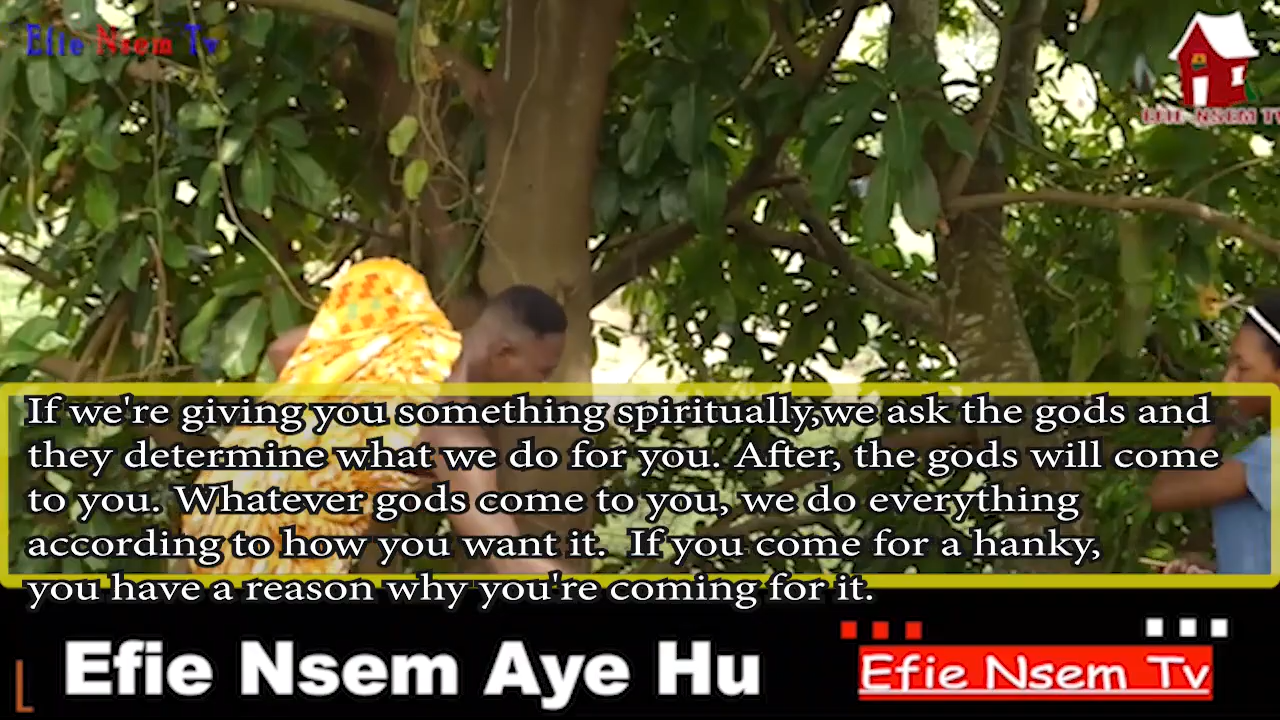 Efie Nsem Tv
EFIE NSEM TV
If we're giving you something spiritually,we ask the gods and
they determine what we do for you. After, the gods will come
to you. Whatever gods come to you, we do everything
according to how you want it. If you come for a hanky,
you have a reason why you're coming for it.
Efie Nsem Aye Hu
Efie Nsem Tv